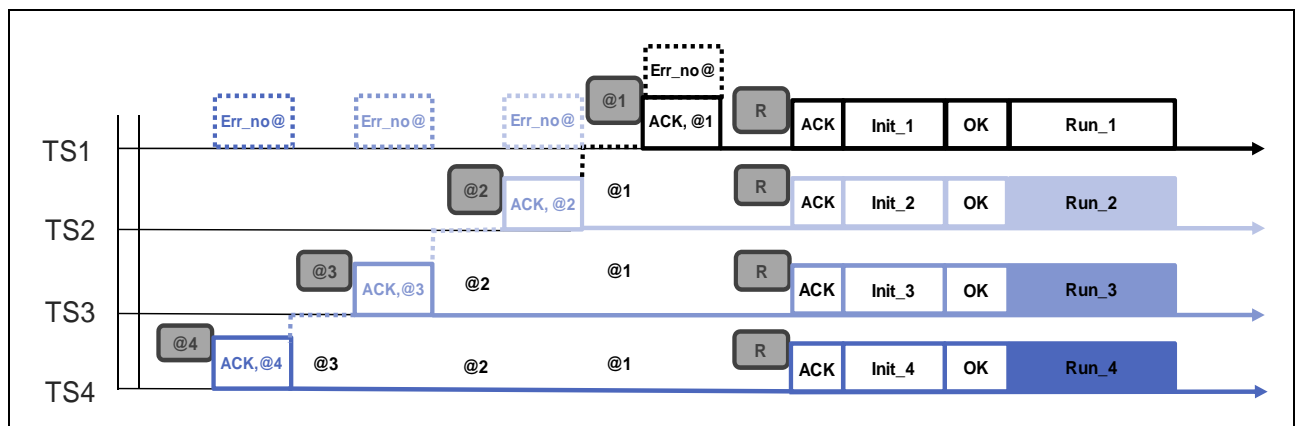 Err_no@
@1
Err_no@ Err_no@ Err_no@ ACK, @1 R ACK Init_1 OK Run_1
TS1
@2 ACK, @2 @1 R ACK Init_2 OK Run_2
TS2
@3 ACK,@3 @2 @1 R ACK Init_3 OK Run_3
TS3
@4 ACK,@4 @3 @2 @1 R ACK Init_4 OK Run_4
TS4